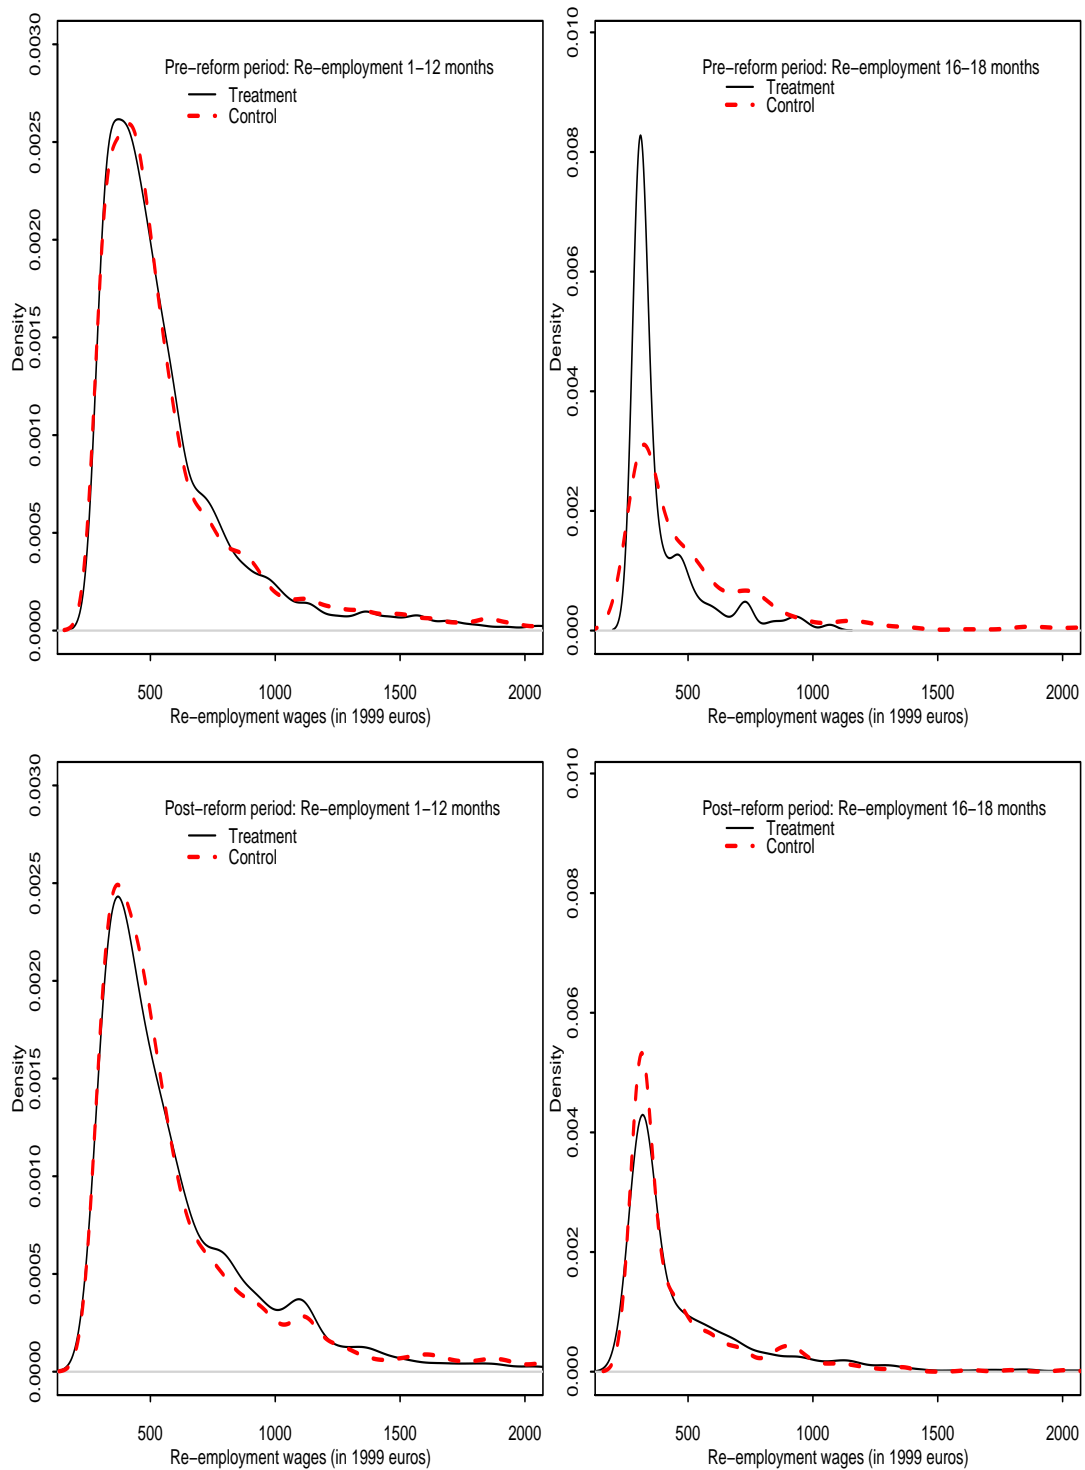 Pre−reform period: Re−employment 1−12 months
Treatment
Control
Density
0.0000 0.0005 0.0010 0.0015 0.0020 0.0025 0.0030
500 1000 1500 2000
Re−employment wages (in 1999 euros)
Pre−reform period: Re−employment 16−18 months
Treatment
Control
Density
0.000 0.002 0.004 0.006 0.008 0.010
500 1000 1500 2000
Re−employment wages (in 1999 euros)
Post−reform period: Re−employment 1−12 months
Treatment
Control
Density
0.0000 0.0005 0.0010 0.0015 0.0020 0.0025 0.0030
500 1000 1500 2000
Re−employment wages (in 1999 euros)
Post−reform period: Re−employment 16−18 months
Treatment
Control
Density
0.000 0.002 0.004 0.006 0.008 0.010
500 1000 1500 2000
Re−employment wages (in 1999 euros)